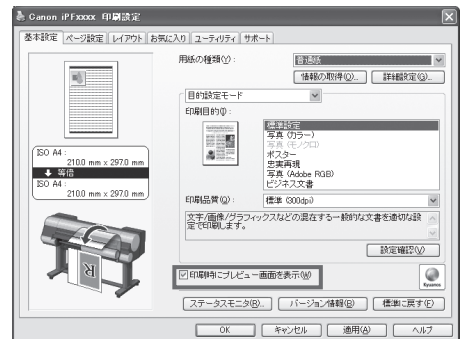 Canon iPFxxxx 印刷設定
基本設定 ページ設定 レイアウト お気に入り ユーティリティ サポート
用紙の種類(Y):
普通紙
情報の取得(Q)...
詳細設定(G)...
目的設定モード
印刷目的(I):
標準設定
写真 (カラー)
写真 (モノクロ)
ポスター
忠実再現
写真 (Adobe RGB)
ビジネス文書
ISO A4 :
210.0 mm x 297.0 mm
等倍
ISO A4 :
210.0 mm x 297.0 mm
印刷品質(Q):
標準 (300dpi)
文字/画像/グラフィックスなどの混在する一般的な文書を適切な設
定で印刷します。
設定確認(V)
印刷時にプレビュー画面を表示(W)
Kyuanos
ステータスモニタ(R)...
バージョン情報(B)
標準に戻す(F)
OK
キャンセル
適用(A)
ヘルプ